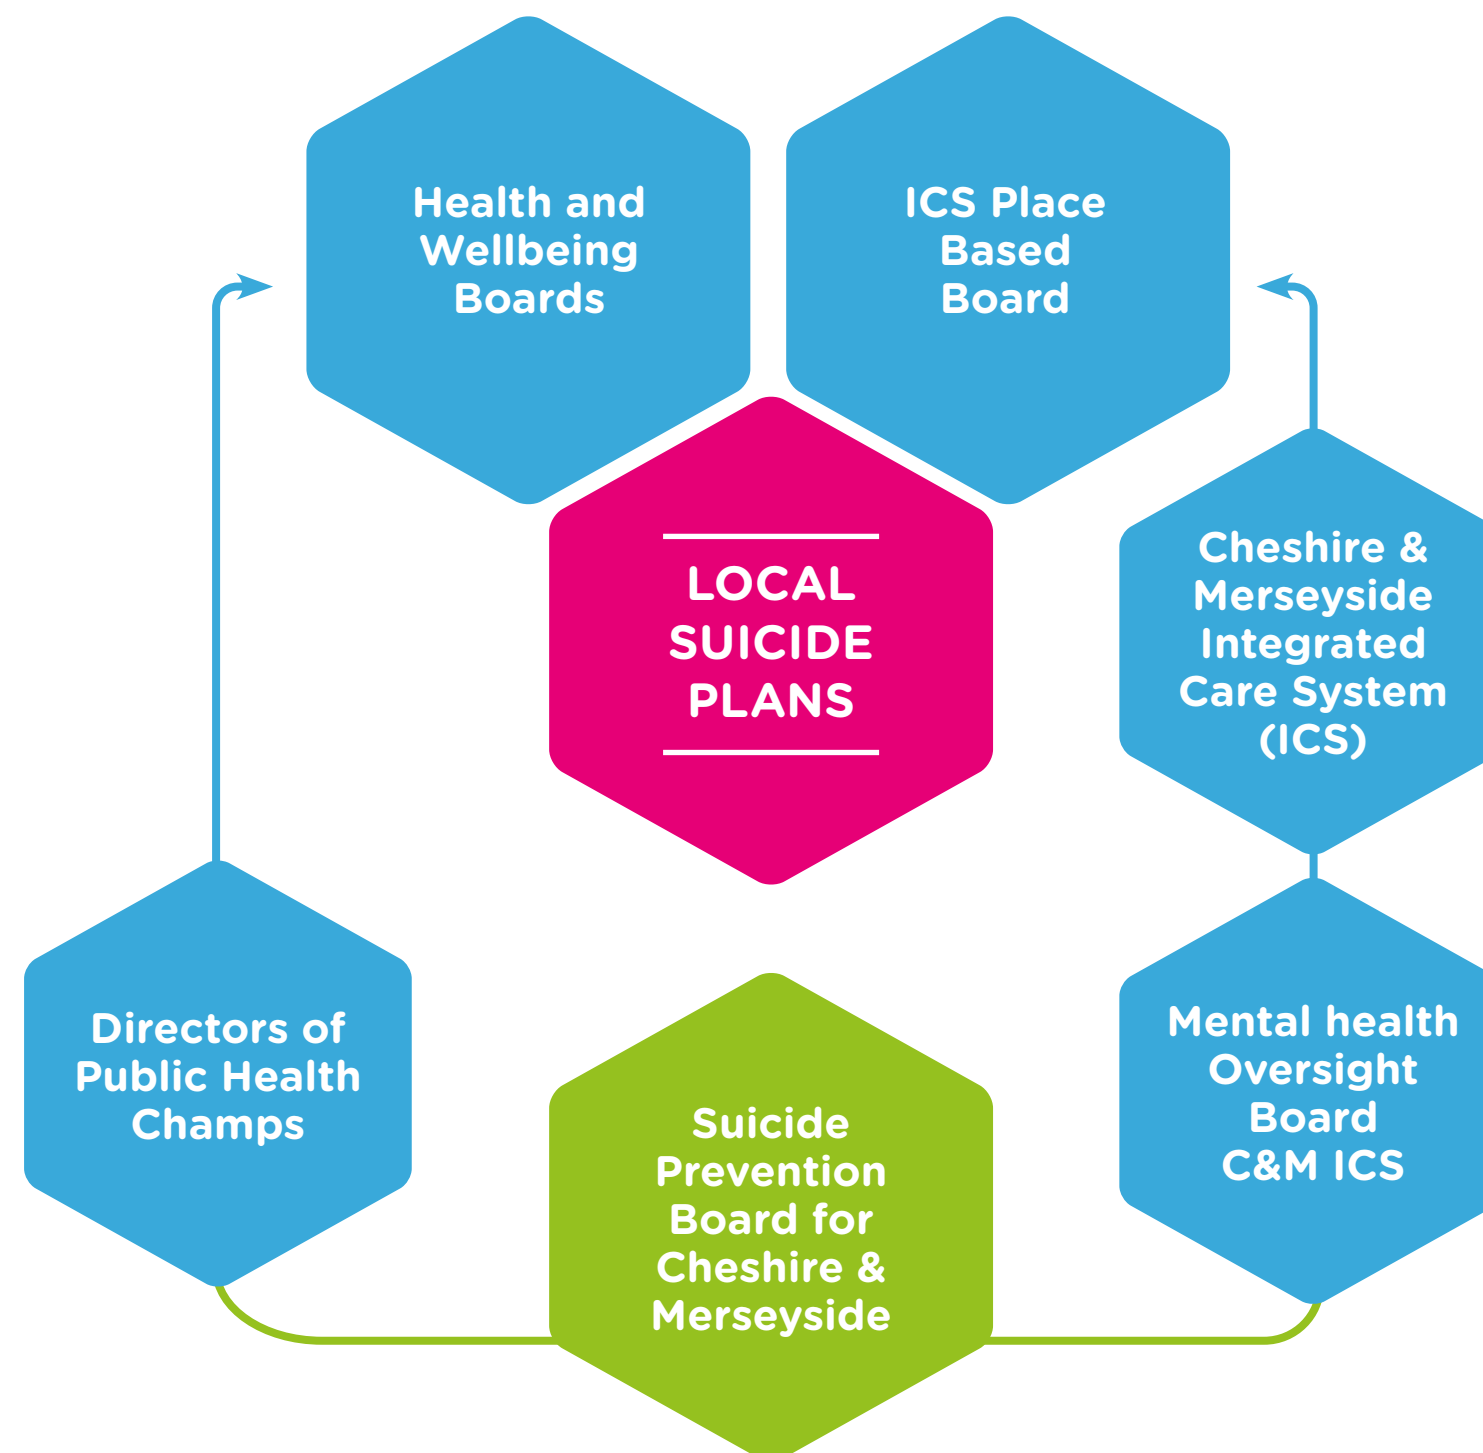 Health and
Wellbeing
Boards
ICS Place
Based
Board
LOCAL
SUICIDE
PLANS
Cheshire &
Merseyside
Integrated
Care System
(ICS)
Directors of
Public Health
Champs
Suicide
Prevention
Board for
Cheshire &
Merseyside
Mental health
Oversight
Board
C&M ICS